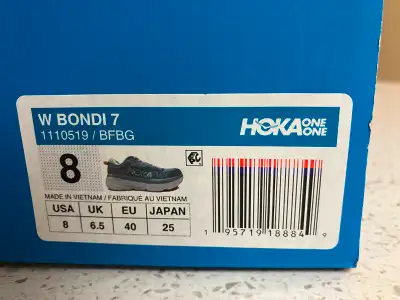 W BONDI 7
1110519 / BFBG
HOKA ONE ONE
8
MADE IN VIETNAM / FABRIQUÉ AU VIETNAM
USA UK EU JAPAN
8 6.5 40 25
1 95719 18884 9